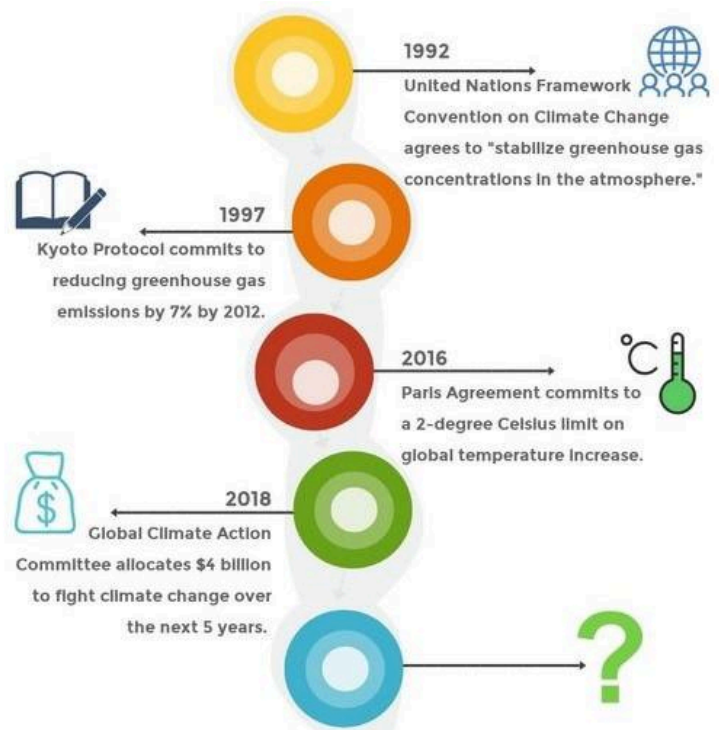 1992
United Nations Framework
Convention on Climate Change
agrees to "stabilize greenhouse gas
concentrations in the atmosphere."
1997
Kyoto Protocol commits to
reducing greenhouse gas
emissions by 7% by 2012.
°C
2016
Paris Agreement commits to
a 2-degree Celsius limit on
global temperature increase.
$
2018
Global Climate Action
Committee allocates $4 billion
to fight climate change over
the next 5 years.
?